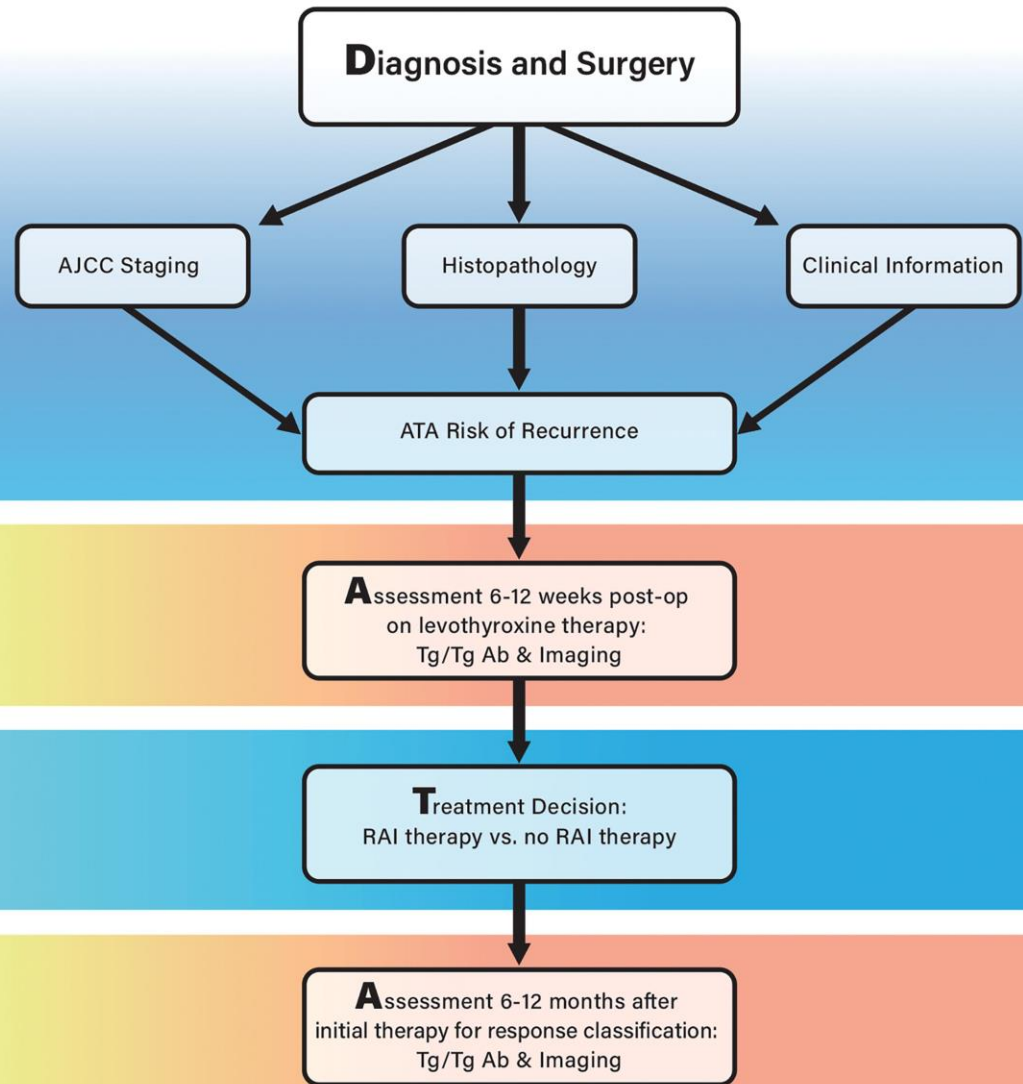 Diagnosis and Surgery
AJCC Staging
Histopathology
Clinical Information
ATA Risk of Recurrence
Assessment 6-12 weeks post-op
on levothyroxine therapy:
Tg/Tg Ab & Imaging
Treatment Decision:
RAI therapy vs. no RAI therapy
Assessment 6-12 months after
initial therapy for response classification:
Tg/Tg Ab & Imaging